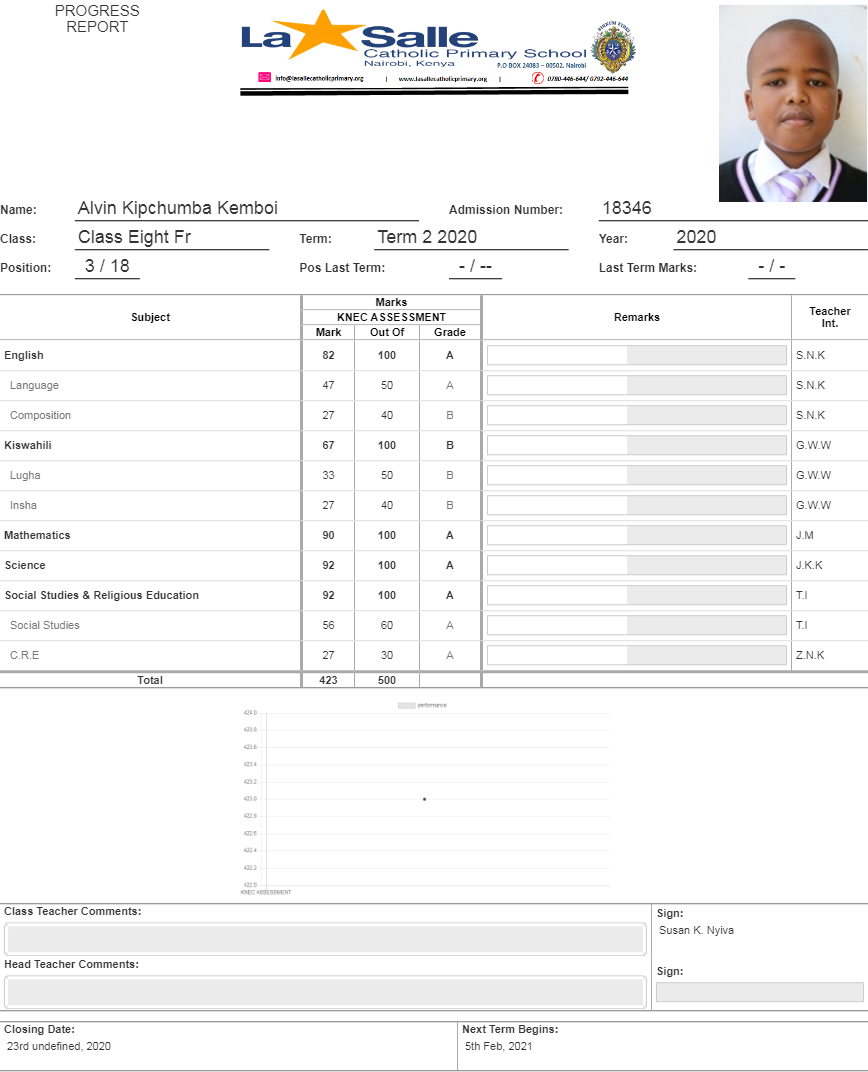 PROGRESS
REPORT
La Salle
Catholic Primary School
Nairobi, Kenya
P.O BOX 24083 – 00502, Nairobi
info@lasallecatholicprimary.org | www.lasallecatholicprimary.org | 0780-446-644/ 0792-446-644
Name: Alvin Kipchumba Kemboi Admission Number: 18346
Class: Class Eight Fr Term: Term 2 2020 Year: 2020
Position: 3 / 18 Pos Last Term: - / -- Last Term Marks: - / -
Subject Marks Remarks Teacher Int.
KNEC ASSESSMENT
Mark Out Of Grade
English 82 100 A S.N.K
Language 47 50 A S.N.K
Composition 27 40 B S.N.K
Kiswahili 67 100 B G.W.W
Lugha 33 50 B G.W.W
Insha 27 40 B G.W.W
Mathematics 90 100 A J.M
Science 92 100 A J.K.K
Social Studies & Religious Education 92 100 A T.I
Social Studies 56 60 A T.I
C.R.E 27 30 A Z.N.K
Total 423 500
performance
424.0
423.8
423.6
423.4
423.2
423.0
422.8
422.6
422.4
422.2
422.0
KNEC ASSESSMENT
Class Teacher Comments:
Sign:
Susan K. Nyiva
Head Teacher Comments:
Sign:
Closing Date: Next Term Begins:
23rd undefined, 2020 5th Feb, 2021